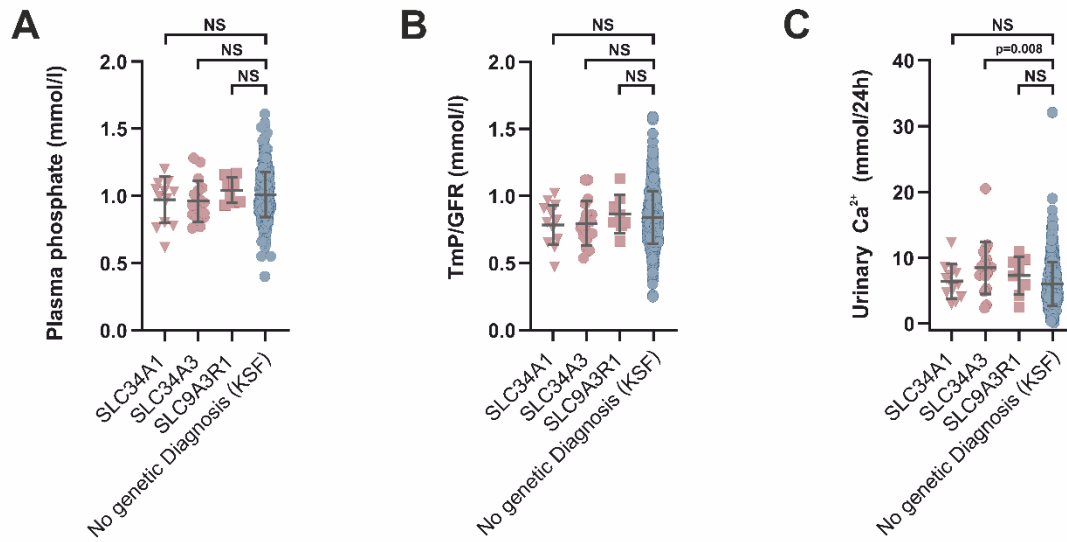 A
NS
NS
NS
Plasma phosphate (mmol/l)
2.0
1.5
1.0
0.5
0.0
SLC34A1
SLC34A3
SLC9A3R1
No genetic Diagnosis (KSF)
B
NS
NS
NS
TmP/GFR (mmol/l)
2.0
1.5
1.0
0.5
0.0
SLC34A1
SLC34A3
SLC9A3R1
No genetic Diagnosis (KSF)
C
NS
p=0.008
NS
Urinary Ca²⁺ (mmol/24h)
40
30
20
10
0
SLC34A1
SLC34A3
SLC9A3R1
No genetic Diagnosis (KSF)